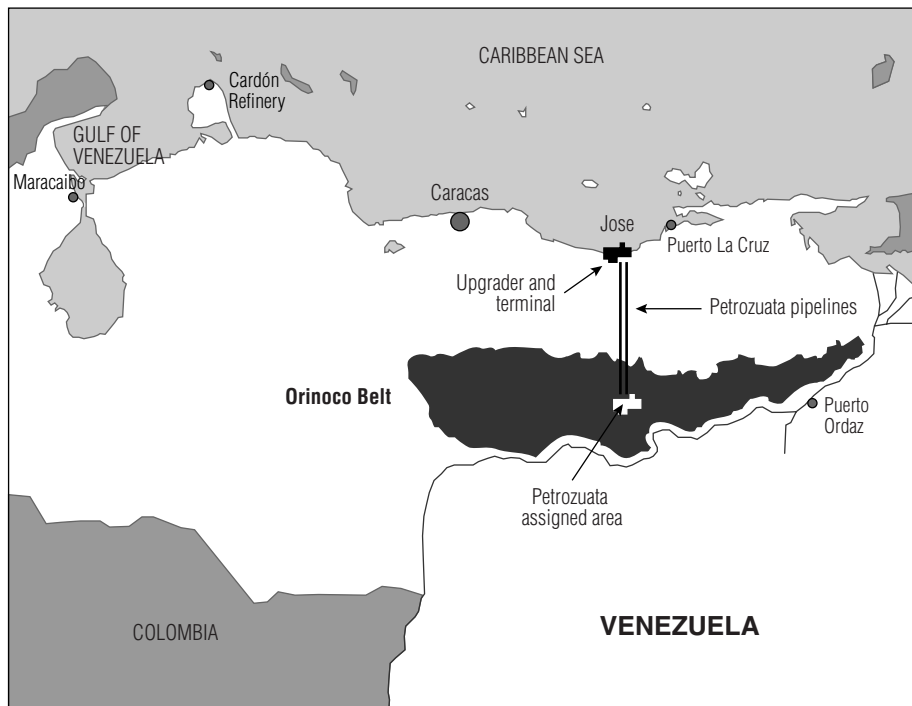 CARIBBEAN SEA
Cardón
Refinery
GULF OF
VENEZUELA
Maracaibo
Caracas
Jose
Puerto La Cruz
Upgrader and
terminal
Petrozuata pipelines
Orinoco Belt
Puerto
Ordaz
Petrozuata
assigned area
COLOMBIA
VENEZUELA